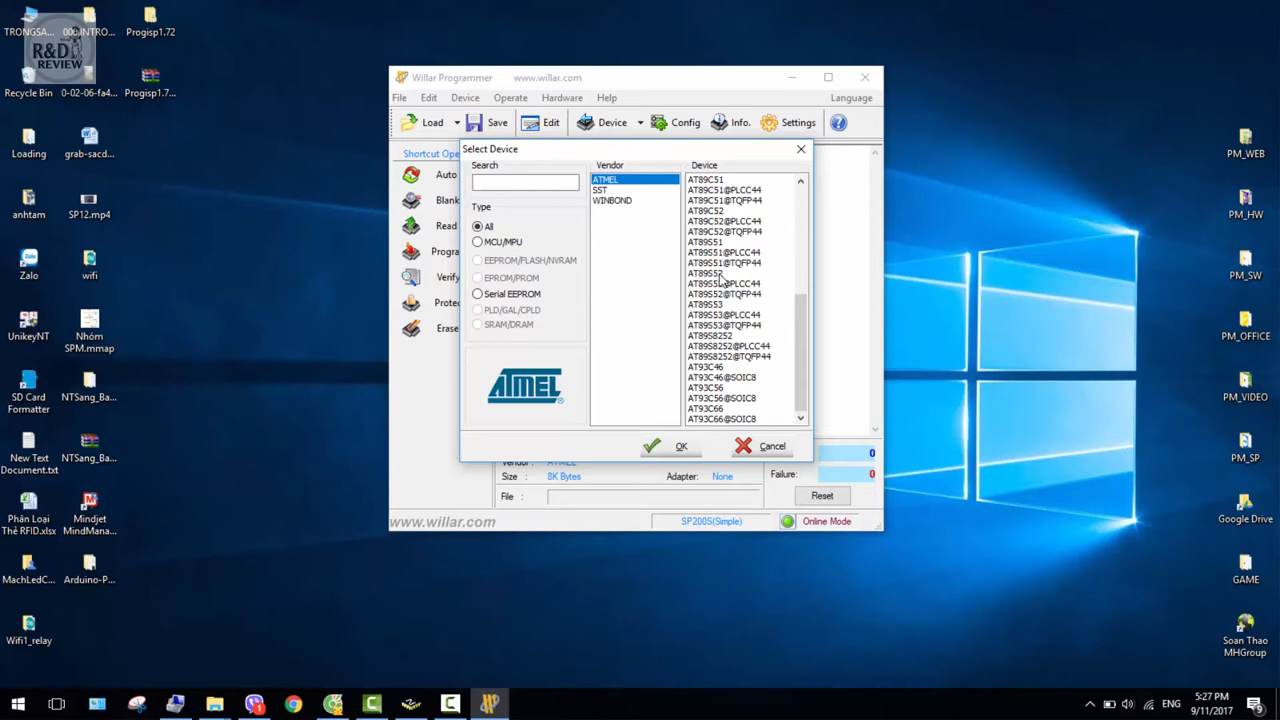 TRONGSA...
000.INTRO...
Progisp1.72
R&D
REVIEW
Recycle Bin
0-02-06-fa4...
Progisp1.7...
Loading
grab-sacd...
anhtam
SP12.mp4
Zalo
wifi
UnikeyNT
Nhóm
SPM.mmap
SD Card
Formatter
NTSang_Ba...
New Text
Document.txt
NTSang_Ba...
Phân Loại
Thẻ RFID.xlsx
Mindjet
MindMana...
MachLedC...
Arduino-P...
Wifi1_relay
Willar Programmer www.willar.com
File Edit Device Operate Hardware Help Language
Load Save Edit Device Config Info. Settings
Shortcut Ope
Auto
Blank
Read
Progra
Verify
Protec
Erase
Select Device
Search
Type
All
MCU/MPU
EEPROM/FLASH/NVRAM
EPROM/PROM
Serial EEPROM
PLD/GAL/CPLD
SRAM/DRAM
ATMEL
Vendor
ATMEL
SST
WINBOND
Device
AT89C51
AT89C51@PLCC44
AT89C51@TQFP44
AT89C52
AT89C52@PLCC44
AT89C52@TQFP44
AT89S51
AT89S51@PLCC44
AT89S51@TQFP44
AT89S52
AT89S52@PLCC44
AT89S52@TQFP44
AT89S53
AT89S53@PLCC44
AT89S53@TQFP44
AT89S8252
AT89S8252@PLCC44
AT89S8252@TQFP44
AT93C46
AT93C46@SOIC8
AT93C56
AT93C56@SOIC8
AT93C66
AT93C66@SOIC8
OK Cancel
Vendor : ATMEL
Size : 8K Bytes Adapter: None
File :
0
Failure: 0
Reset
www.willar.com SP200S(Simple) Online Mode
PM_WEB
PM_HW
PM_SW
PM_OFFICE
PM_VIDEO
PM_SP
Google Drive
GAME
Soan Thao
MHGroup
ENG
5:27 PM
9/11/2017